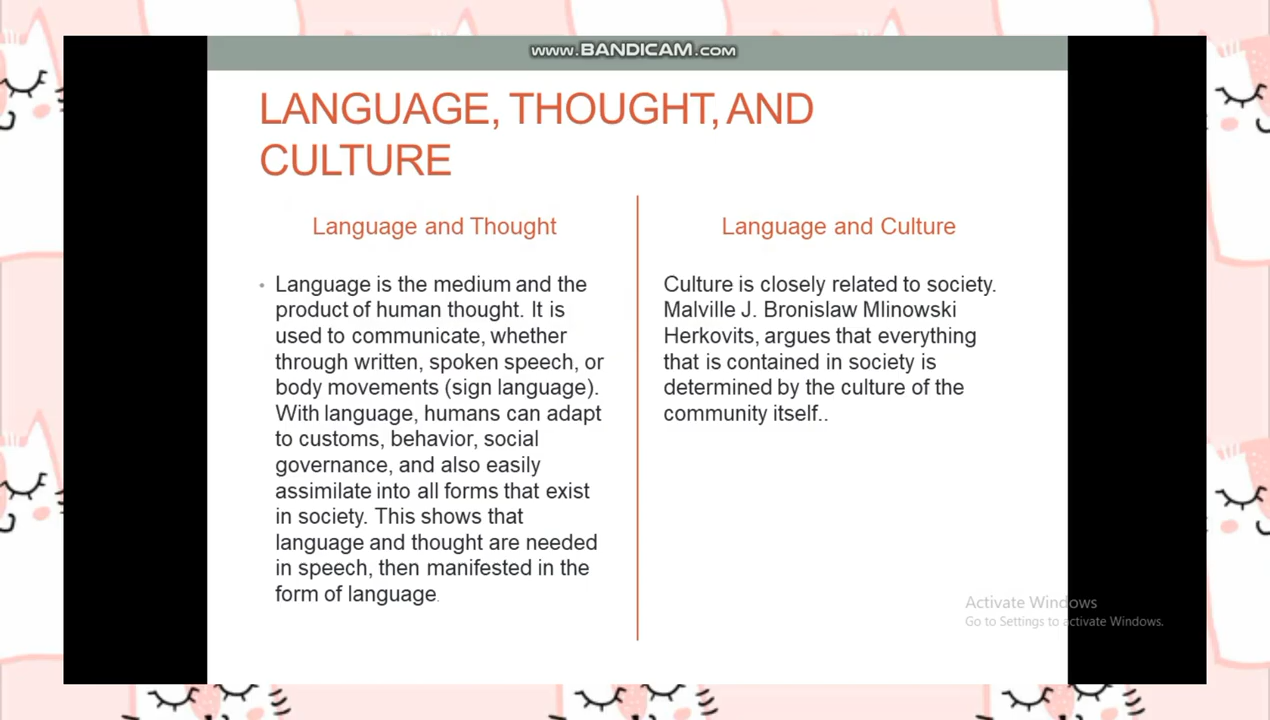 www.BANDICAM.com
LANGUAGE, THOUGHT, AND
CULTURE
Language and Thought
• Language is the medium and the
product of human thought. It is
used to communicate, whether
through written, spoken speech, or
body movements (sign language).
With language, humans can adapt
to customs, behavior, social
governance, and also easily
assimilate into all forms that exist
in society. This shows that
language and thought are needed
in speech, then manifested in the
form of language.
Language and Culture
Culture is closely related to society.
Malville J. Bronislaw Mlinowski
Herkovits, argues that everything
that is contained in society is
determined by the culture of the
community itself..
Activate Windows
Go to Settings to activate Windows.